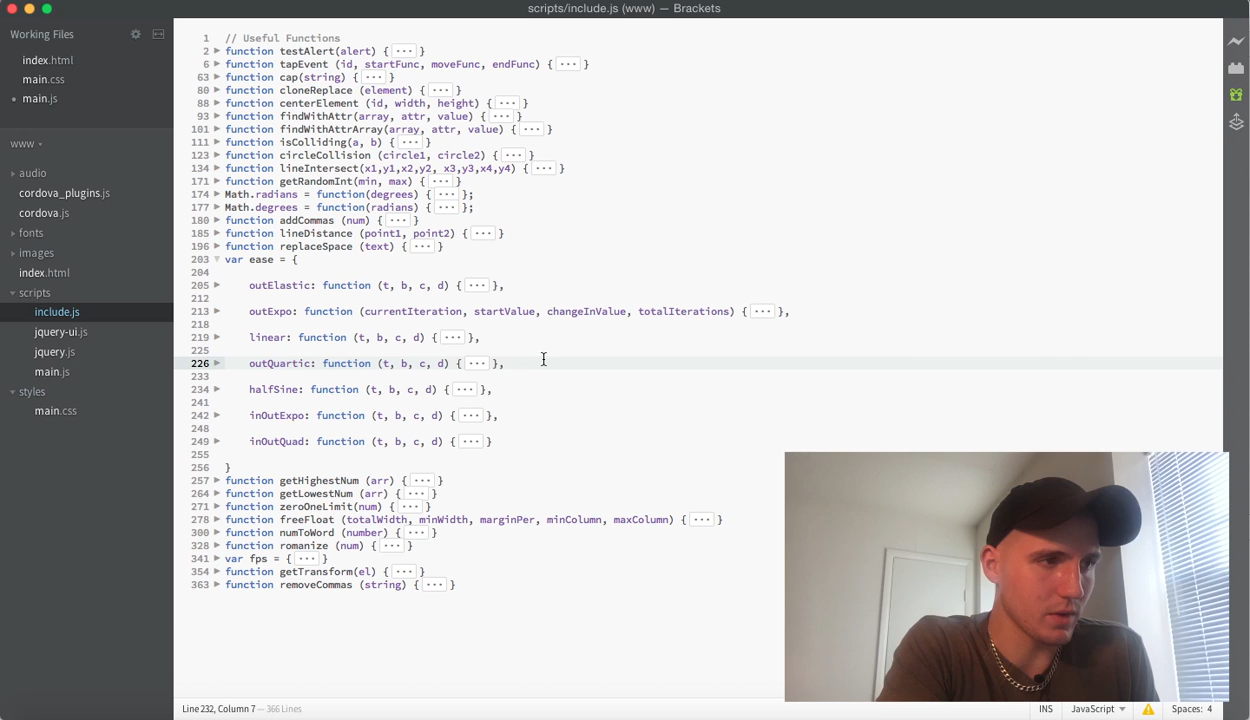 scripts/include.js (www) — Brackets
Working Files
index.html
main.css
main.js
www
audio
cordova_plugins.js
cordova.js
fonts
images
index.html
scripts
include.js
jquery-ui.js
jquery.js
main.js
styles
main.css
1 // Useful Functions
2 function testAlert(alert) { ... }
6 function tapEvent (id, startFunc, moveFunc, endFunc) { ... }
63 function cap(string) { ... }
80 function cloneReplace (element) { ... }
88 function centerElement (id, width, height) { ... }
93 function findWithAttr(array, attr, value) { ... }
101 function findWithAttrArray(array, attr, value) { ... }
111 function isColliding(a, b) { ... }
123 function circleCollision (circle1, circle2) { ... }
134 function lineIntersect(x1,y1,x2,y2, x3,y3,x4,y4) { ... }
171 function getRandomInt(min, max) { ... }
174 Math.radians = function(degrees) { ... };
177 Math.degrees = function(radians) { ... };
180 function addCommas (num) { ... }
185 function lineDistance (point1, point2) { ... }
196 function replaceSpace (text) { ... }
203 var ease = {
204
205 outElastic: function (t, b, c, d) { ... },
212
213 outExpo: function (currentIteration, startValue, changeInValue, totalIterations) { ... },
218
219 linear: function (t, b, c, d) { ... },
225
226 outQuartic: function (t, b, c, d) { ... },
233
234 halfSine: function (t, b, c, d) { ... },
241
242 inOutExpo: function (t, b, c, d) { ... },
248
249 inOutQuad: function (t, b, c, d) { ... }
255
256 }
257 function getHighestNum (arr) { ... }
264 function getLowestNum (arr) { ... }
271 function zeroOneLimit(num) { ... }
278 function freeFloat (totalWidth, minWidth, marginPer, minColumn, maxColumn) { ... }
300 function numToWord (number) { ... }
328 function romanize (num) { ... }
341 var fps = { ... }
354 function getTransform(el) { ... }
363 function removeCommas (string) { ... }
Line 232, Column 7 — 366 Lines
INS
JavaScript
Spaces: 4